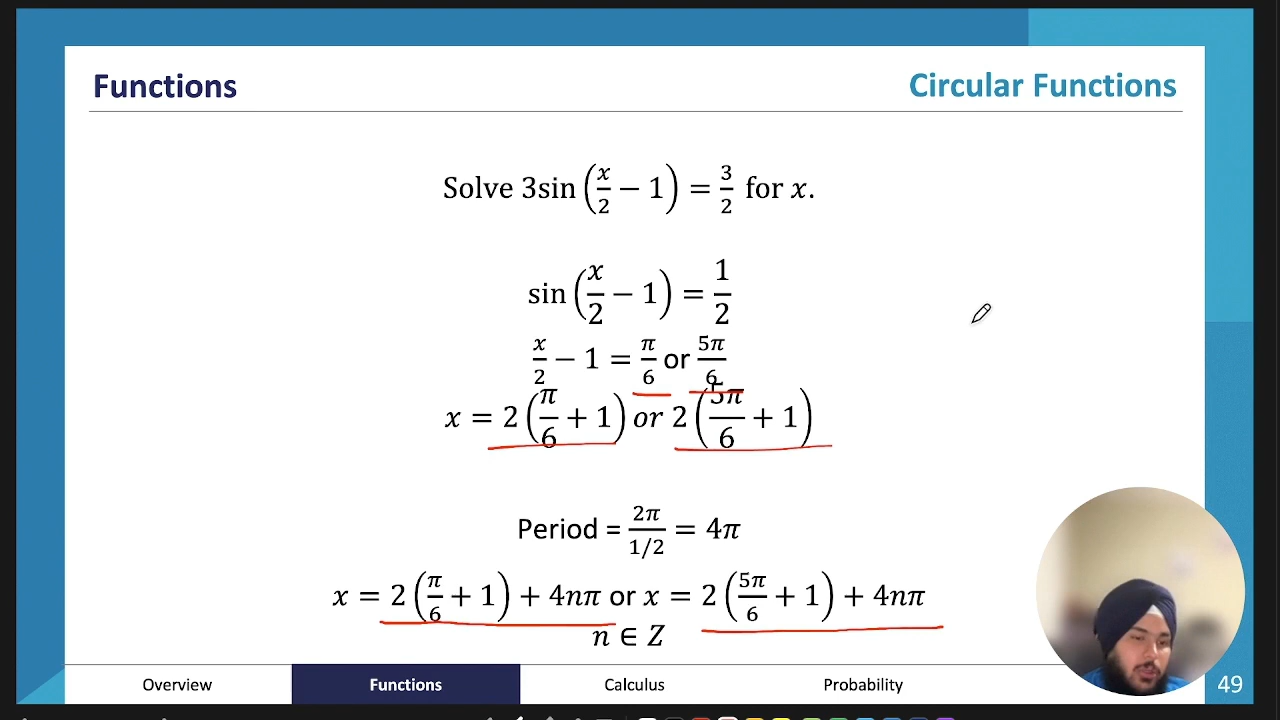 Functions
Circular Functions
Solve 3sin(x/2 − 1) = 3/2 for x.
sin(x/2 − 1) = 1/2
x/2 − 1 = π/6 or 5π/6
x = 2(π/6 + 1) or 2(5π/6 + 1)
Period = 2π/1/2 = 4π
x = 2(π/6 + 1) + 4nπ or x = 2(5π/6 + 1) + 4nπ
n ∈ Z
Overview Functions Calculus Probability 49